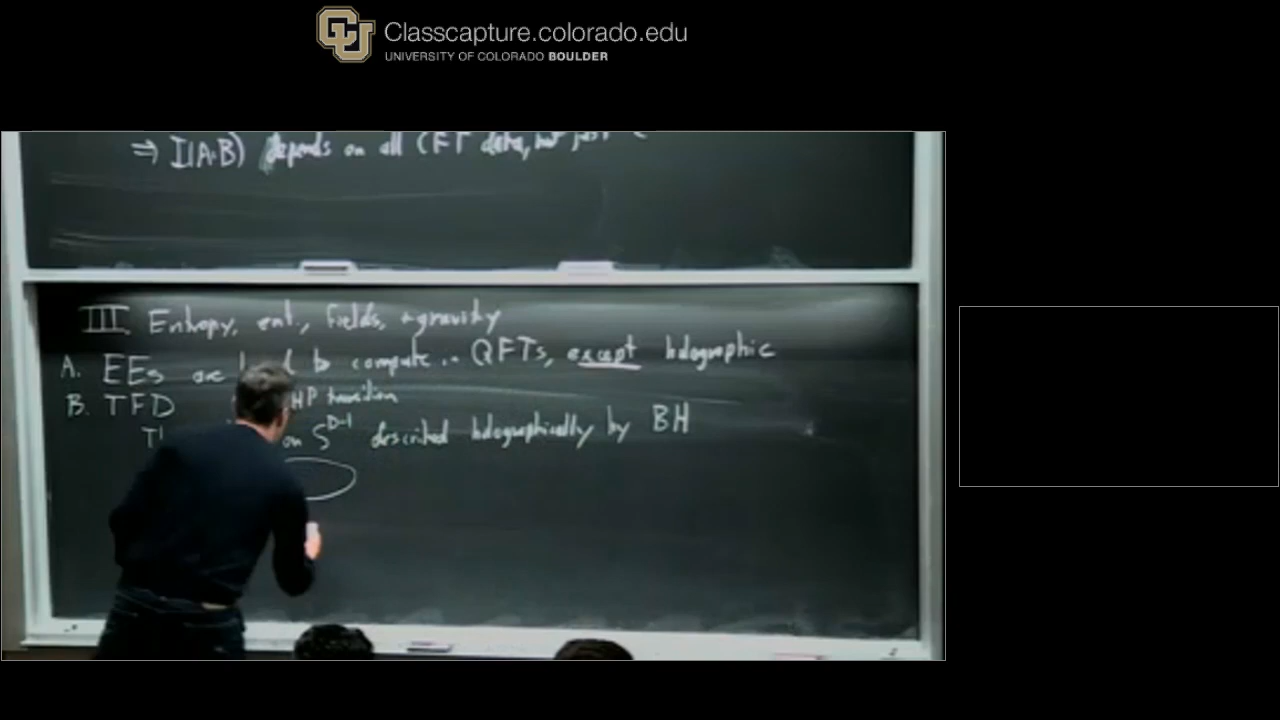 CU Classcapture.colorado.edu
UNIVERSITY OF COLORADO BOULDER
⇒ I(A:B) depends on all CFT data, not just c
III. Entropy, ent., fields, + gravity
A. EEs are to compute in QFTs, except holographic
B. TFD HP transition
on S^{D-1} described holographically by BH